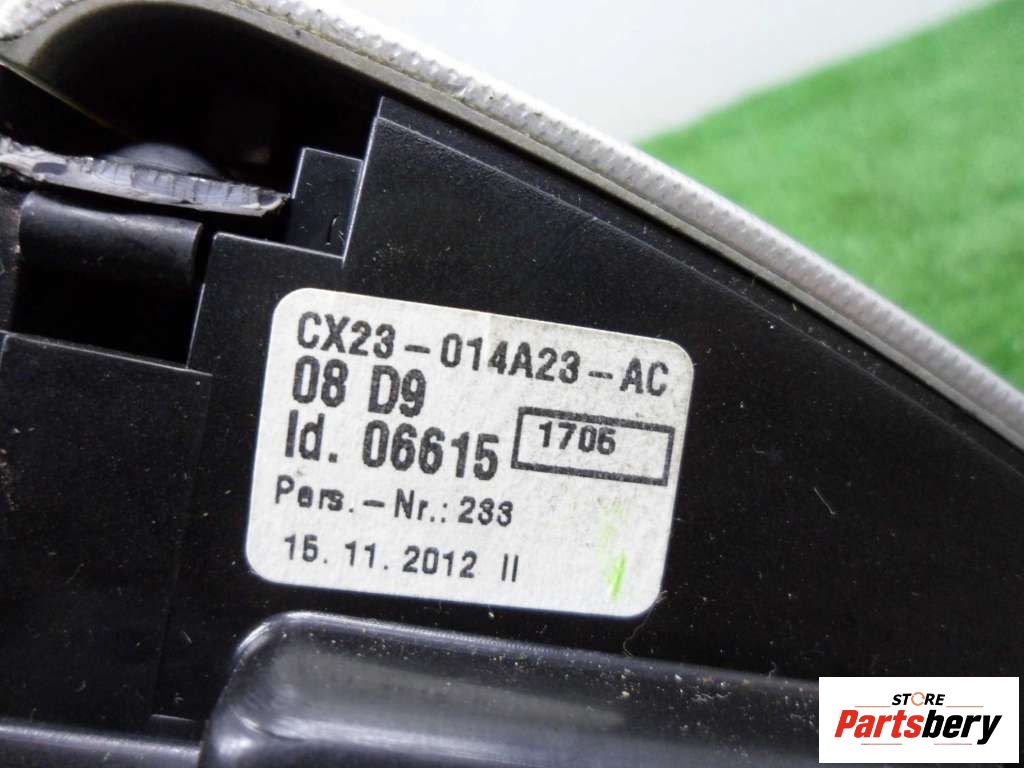 CX23-014A23-AC
08 D9
Id. 06615 1706
Pers.-Nr.: 233
15. 11. 2012 II
STORE
Partsbery